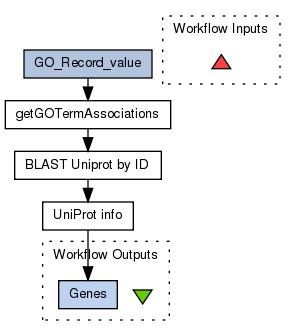 Workflow Inputs
GO_Record_value
getGOTermAssociations
BLAST Uniprot by ID
UniProt info
Workflow Outputs
Genes